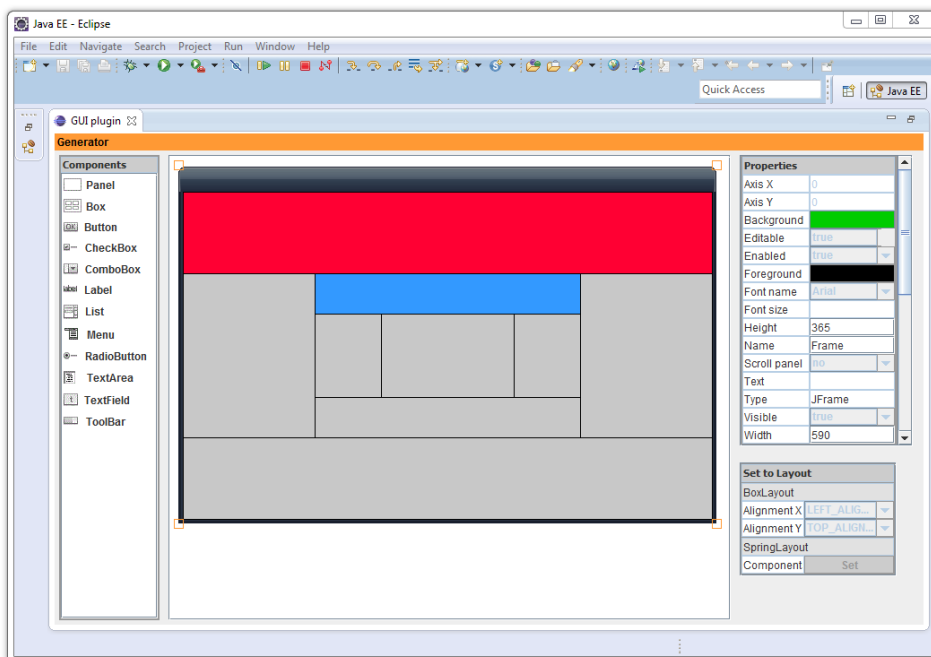 Java EE - Eclipse
File Edit Navigate Search Project Run Window Help
Quick Access
Java EE
GUI plugin
Generator
Components
Panel
Box
OK Button
CheckBox
ComboBox
label Label
List
Menu
RadioButton
TextArea
t TextField
ToolBar
Properties
Axis X 0
Axis Y 0
Background
Editable true
Enabled true
Foreground
Font name Arial
Font size
Height 365
Name Frame
Scroll panel no
Text
Type JFrame
Visible true
Width 590
Set to Layout
BoxLayout
Alignment X LEFT_ALIG...
Alignment Y TOP_ALIGN...
SpringLayout
Component Set